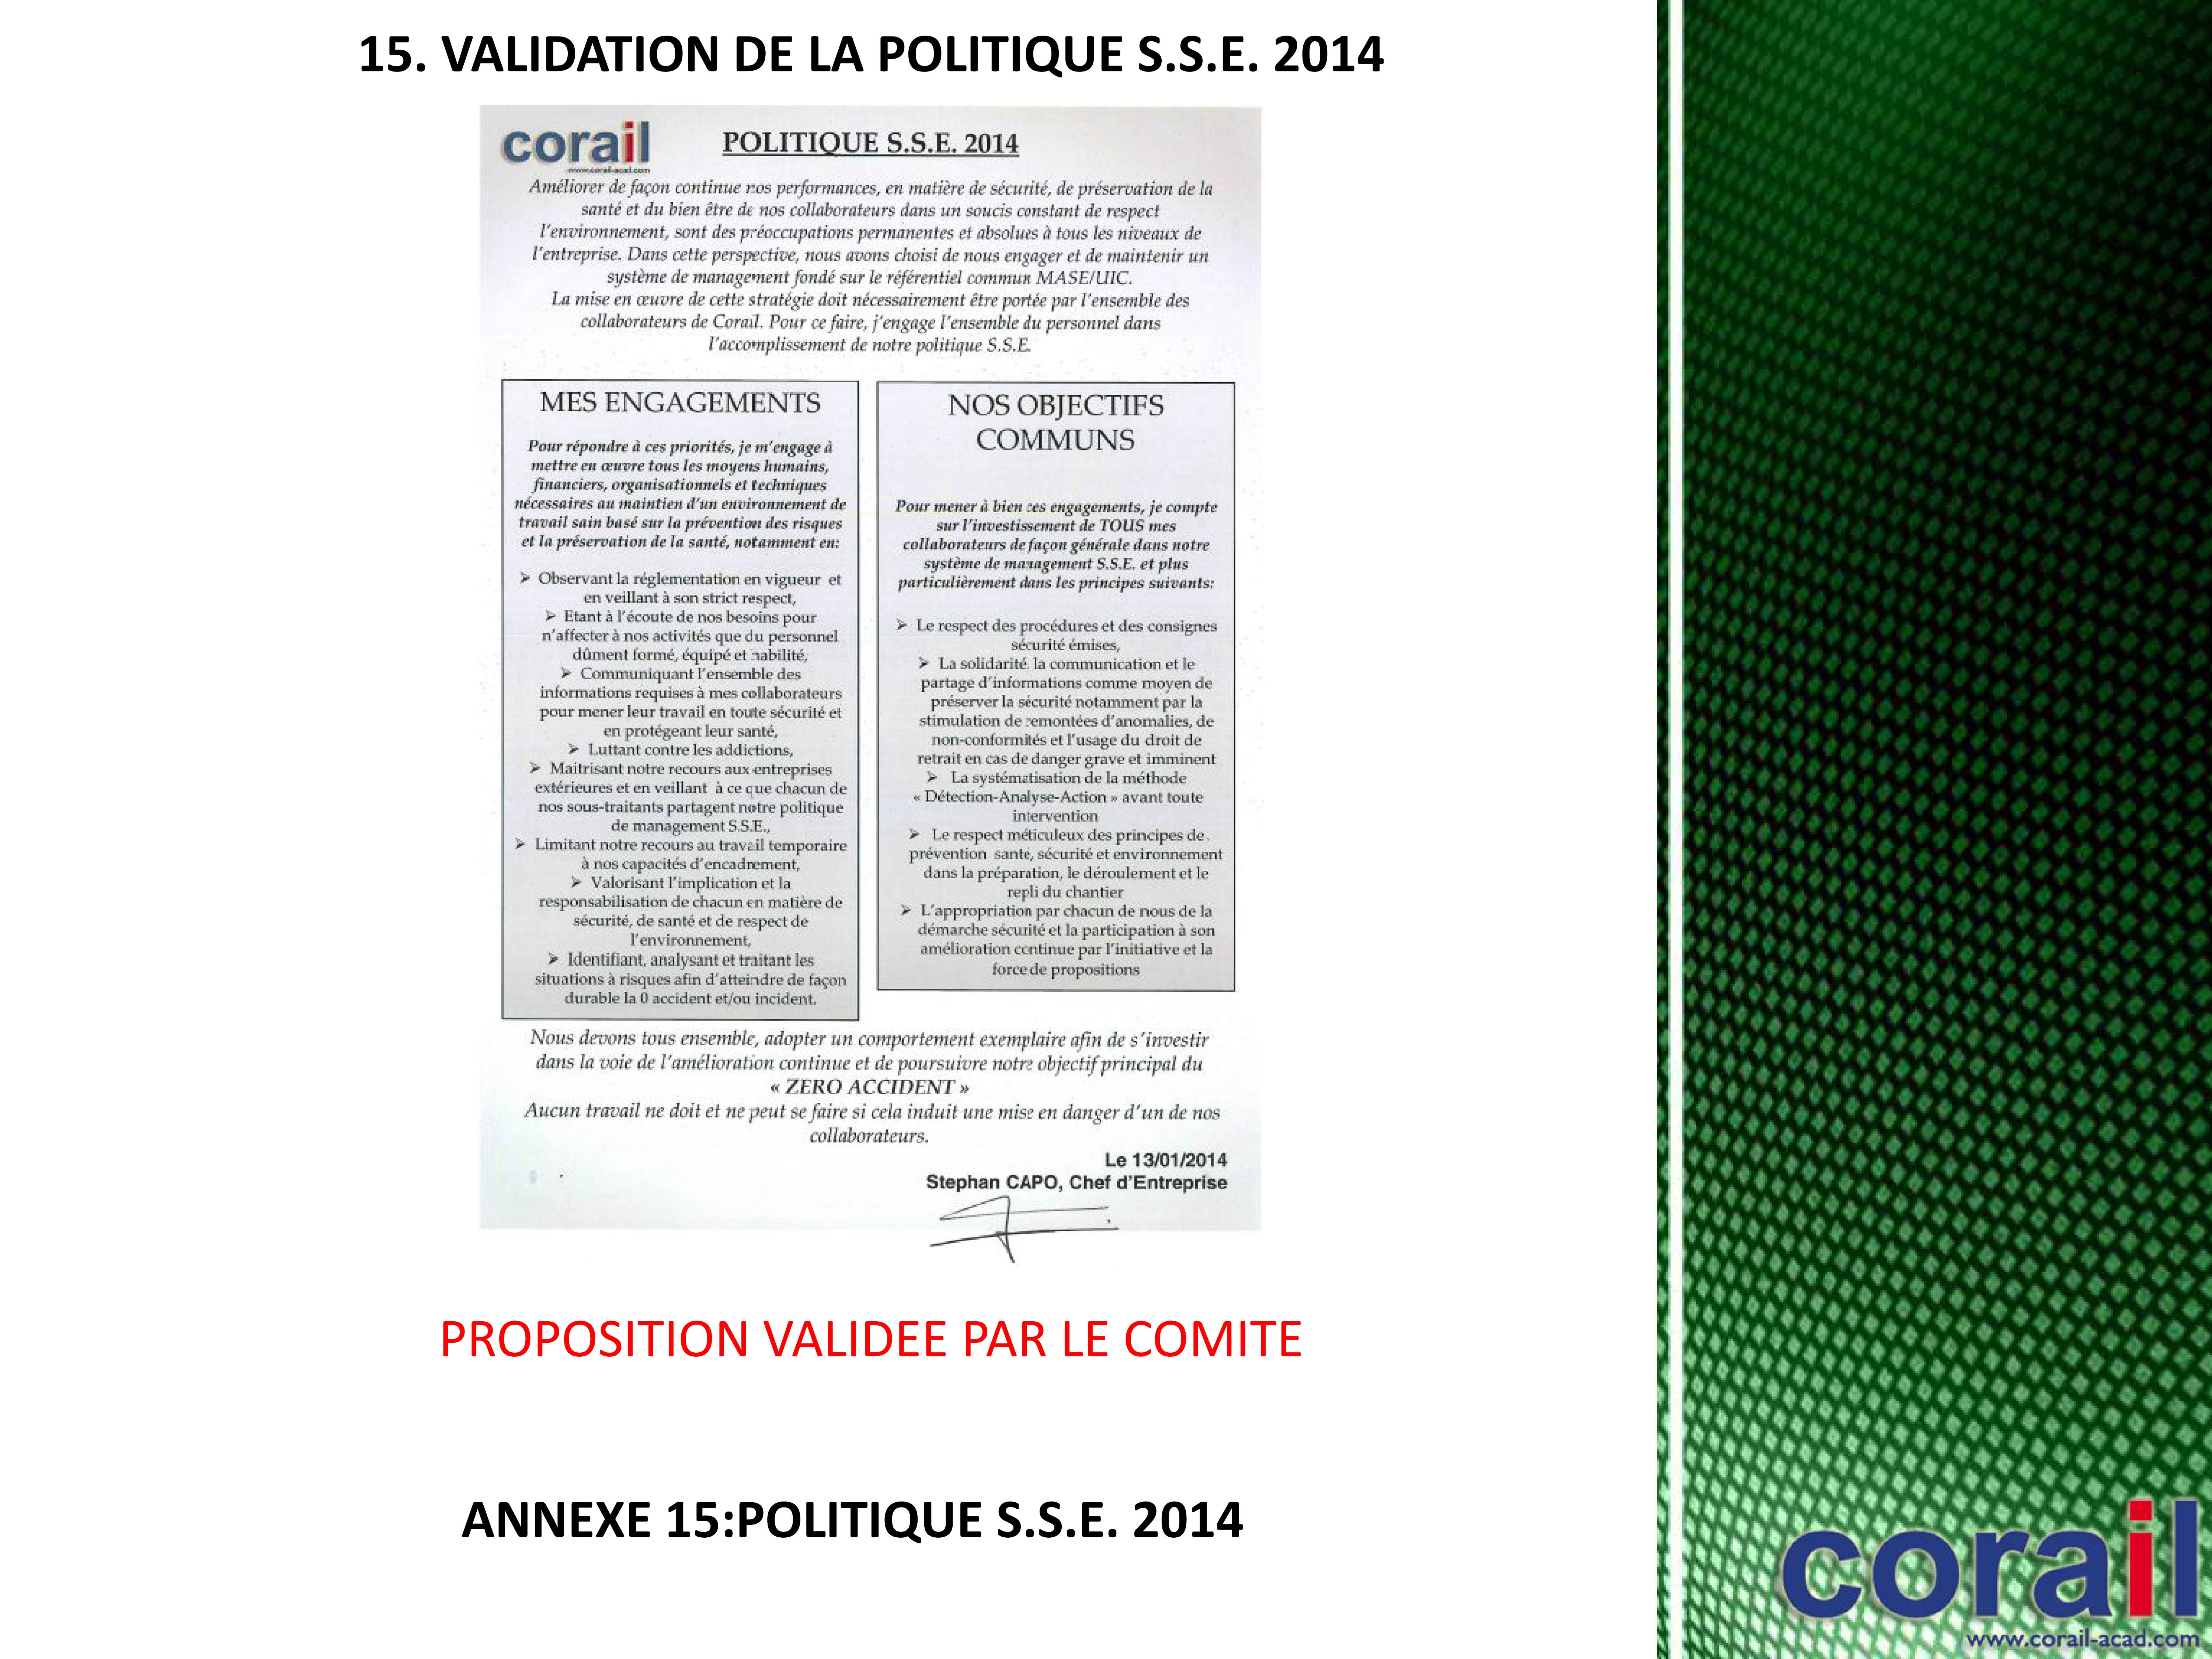 15. VALIDATION DE LA POLITIQUE S.S.E. 2014
corail
www.corail-acad.com
POLITIQUE S.S.E. 2014
Améliorer de façon continue nos performances, en matière de sécurité, de préservation de la
santé et du bien être de nos collaborateurs dans un soucis constant de respect
l'environnement, sont des préoccupations permanentes et absolues à tous les niveaux de
l'entreprise. Dans cette perspective, nous avons choisi de nous engager et de maintenir un
système de management fondé sur le référentiel commun MASE/UIC.
La mise en œuvre de cette stratégie doit nécessairement être portée par l'ensemble des
collaborateurs de Corail. Pour ce faire, j'engage l'ensemble du personnel dans
l'accomplissement de notre politique S.S.E.
MES ENGAGEMENTS
Pour répondre à ces priorités, je m'engage à
mettre en œuvre tous les moyens humains,
financiers, organisationnels et techniques
nécessaires au maintien d'un environnement de
travail sain basé sur la prévention des risques
et la préservation de la santé, notamment en:
➢ Observant la réglementation en vigueur et
en veillant à son strict respect,
➢ Etant à l'écoute de nos besoins pour
n'affecter à nos activités que du personnel
dûment formé, équipé et habilité,
➢ Communiquant l'ensemble des
informations requises à mes collaborateurs
pour mener leur travail en toute sécurité et
en protégeant leur santé,
➢ Luttant contre les addictions,
➢ Maitrisant notre recours aux entreprises
extérieures et en veillant à ce que chacun de
nos sous-traitants partagent notre politique
de management S.S.E.,
➢ Limitant notre recours au travail temporaire
à nos capacités d'encadrement,
➢ Valorisant l'implication et la
responsabilisation de chacun en matière de
sécurité, de santé et de respect de
l'environnement,
➢ Identifiant, analysant et traitant les
situations à risques afin d'atteindre de façon
durable la 0 accident et/ou incident.
NOS OBJECTIFS
COMMUNS
Pour mener à bien ces engagements, je compte
sur l'investissement de TOUS mes
collaborateurs de façon générale dans notre
système de management S.S.E. et plus
particulièrement dans les principes suivants:
➢ Le respect des procédures et des consignes
sécurité émises,
➢ La solidarité, la communication et le
partage d'informations comme moyen de
préserver la sécurité notamment par la
stimulation de remontées d'anomalies, de
non-conformités et l'usage du droit de
retrait en cas de danger grave et imminent
➢ La systématisation de la méthode
« Détection-Analyse-Action » avant toute
intervention
➢ Le respect méticuleux des principes de
prévention santé, sécurité et environnement
dans la préparation, le déroulement et le
repli du chantier
➢ L'appropriation par chacun de nous de la
démarche sécurité et la participation à son
amélioration continue par l'initiative et la
force de propositions
Nous devons tous ensemble, adopter un comportement exemplaire afin de s'investir
dans la voie de l'amélioration continue et de poursuivre notre objectif principal du
« ZERO ACCIDENT »
Aucun travail ne doit et ne peut se faire si cela induit une mise en danger d'un de nos
collaborateurs.
Le 13/01/2014
Stephan CAPO, Chef d'Entreprise
PROPOSITION VALIDEE PAR LE COMITE
ANNEXE 15:POLITIQUE S.S.E. 2014
corail
www.corail-acad.com